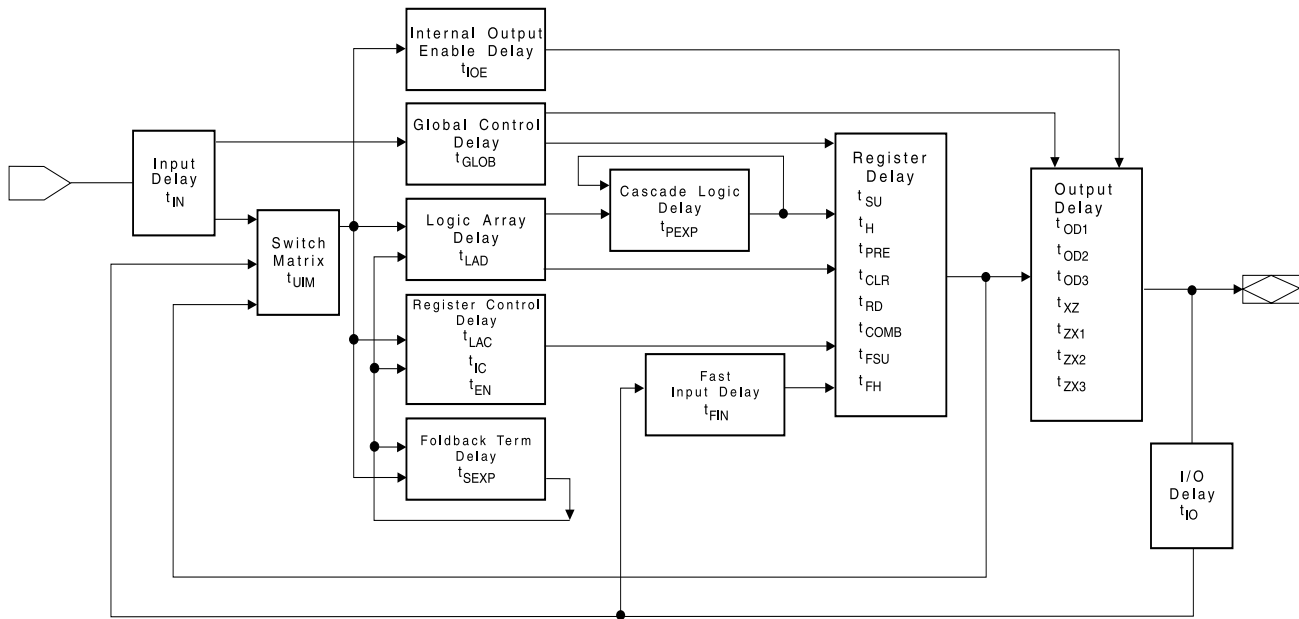 Internal Output
Enable Delay
tIOE
Global Control
Delay
tGLOB
Input
Delay
tIN
Switch
Matrix
tUIM
Logic Array
Delay
tLAD
Register Control
Delay
tLAC
tIC
tEN
Foldback Term
Delay
tSEXP
Cascade Logic
Delay
tPEXP
Fast
Input Delay
tFIN
Register
Delay
tSU
tH
tPRE
tCLR
tRD
tCOMB
tFSU
tFH
Output
Delay
tOD1
tOD2
tOD3
tXZ
tZX1
tZX2
tZX3
I/O
Delay
tIO